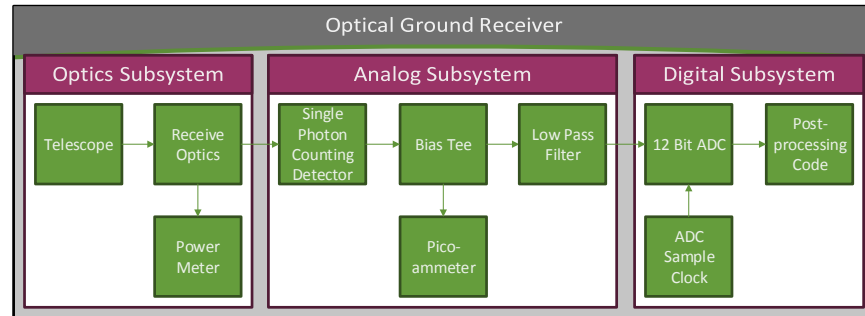 Optical Ground Receiver
Optics Subsystem
Analog Subsystem
Digital Subsystem
Telescope
Receive
Optics
Single
Photon
Counting
Detector
Bias Tee
Low Pass
Filter
12 Bit ADC
Post-
processing
Code
Power
Meter
Pico-
ammeter
ADC
Sample
Clock